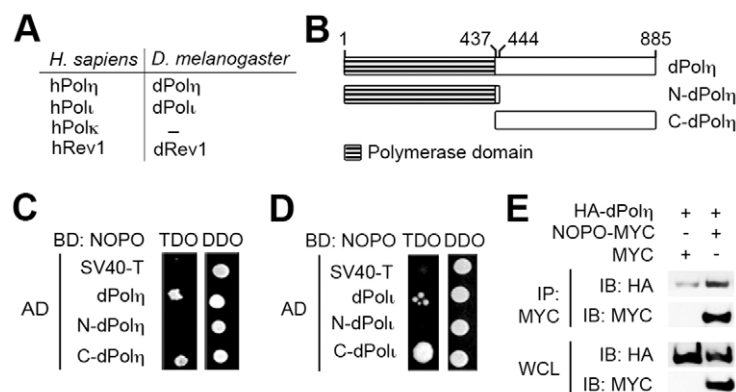 A
H. sapiens D. melanogaster
hPolη dPolη
hPolι dPolι
hPolκ –
hRev1 dRev1
B
1 437 444 885
dPolη
N-dPolη
C-dPolη
Polymerase domain
C
BD: NOPO TDO DDO
AD
SV40-T
dPolη
N-dPolη
C-dPolη
D
BD: NOPO TDO DDO
AD
SV40-T
dPolι
N-dPolι
C-dPolι
E
HA-dPolη + +
NOPO-MYC - +
MYC + -
IP: MYC
IB: HA
IB: MYC
WCL
IB: HA
IB: MYC